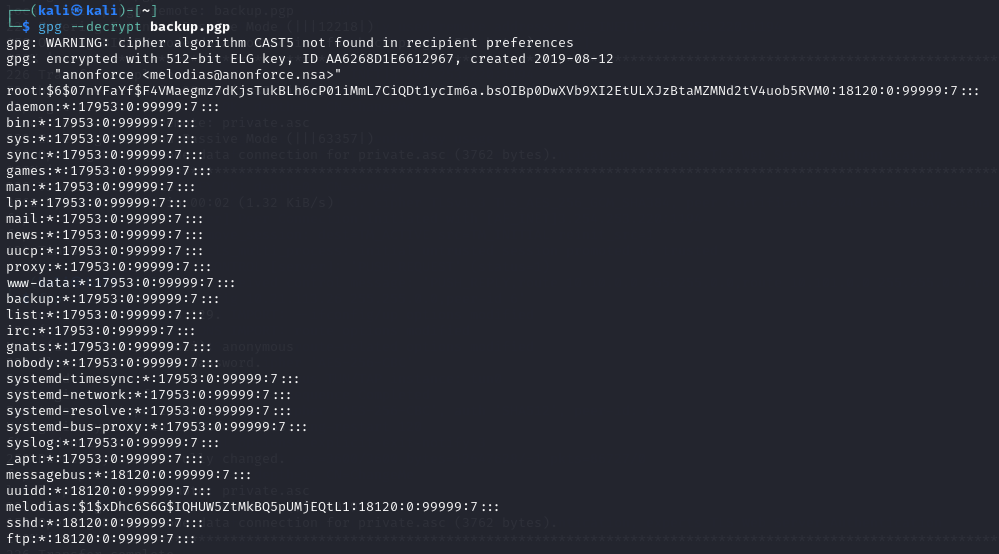 ┌──(kali㉿kali)-[~]
└─$ gpg --decrypt backup.pgp
gpg: WARNING: cipher algorithm CAST5 not found in recipient preferences
gpg: encrypted with 512-bit ELG key, ID AA6268D1E6612967, created 2019-08-12
"anonforce <melodias@anonforce.nsa>"
root:$6$07nYFaYf$F4VMaegmz7dKjsTukBLh6cP01iMmL7CiQDt1ycIm6a.bsOIBp0DwXVb9XI2EtULXJzBtaMZMNd2tV4uob5RVM0:18120:0:99999:7:::
daemon:*:17953:0:99999:7:::
bin:*:17953:0:99999:7:::
sys:*:17953:0:99999:7:::
sync:*:17953:0:99999:7:::
games:*:17953:0:99999:7:::
man:*:17953:0:99999:7:::
lp:*:17953:0:99999:7:::
mail:*:17953:0:99999:7:::
news:*:17953:0:99999:7:::
uucp:*:17953:0:99999:7:::
proxy:*:17953:0:99999:7:::
www-data:*:17953:0:99999:7:::
backup:*:17953:0:99999:7:::
list:*:17953:0:99999:7:::
irc:*:17953:0:99999:7:::
gnats:*:17953:0:99999:7:::
nobody:*:17953:0:99999:7:::
systemd-timesync:*:17953:0:99999:7:::
systemd-network:*:17953:0:99999:7:::
systemd-resolve:*:17953:0:99999:7:::
systemd-bus-proxy:*:17953:0:99999:7:::
syslog:*:17953:0:99999:7:::
_apt:*:17953:0:99999:7:::
messagebus:*:18120:0:99999:7:::
uuidd:*:18120:0:99999:7:::
melodias:$1$xDhc6S6G$IQHUW5ZtMkBQ5pUMjEQtL1:18120:0:99999:7:::
sshd:*:18120:0:99999:7:::
ftp:*:18120:0:99999:7:::